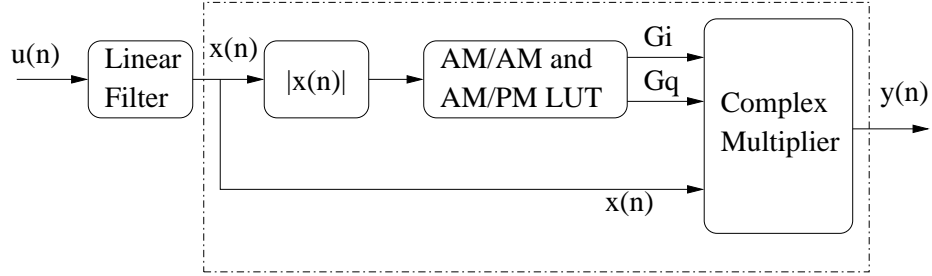 u(n)
Linear
Filter
x(n)
|x(n)|
AM/AM and
AM/PM LUT
Gi
Gq
x(n)
Complex
Multiplier
y(n)